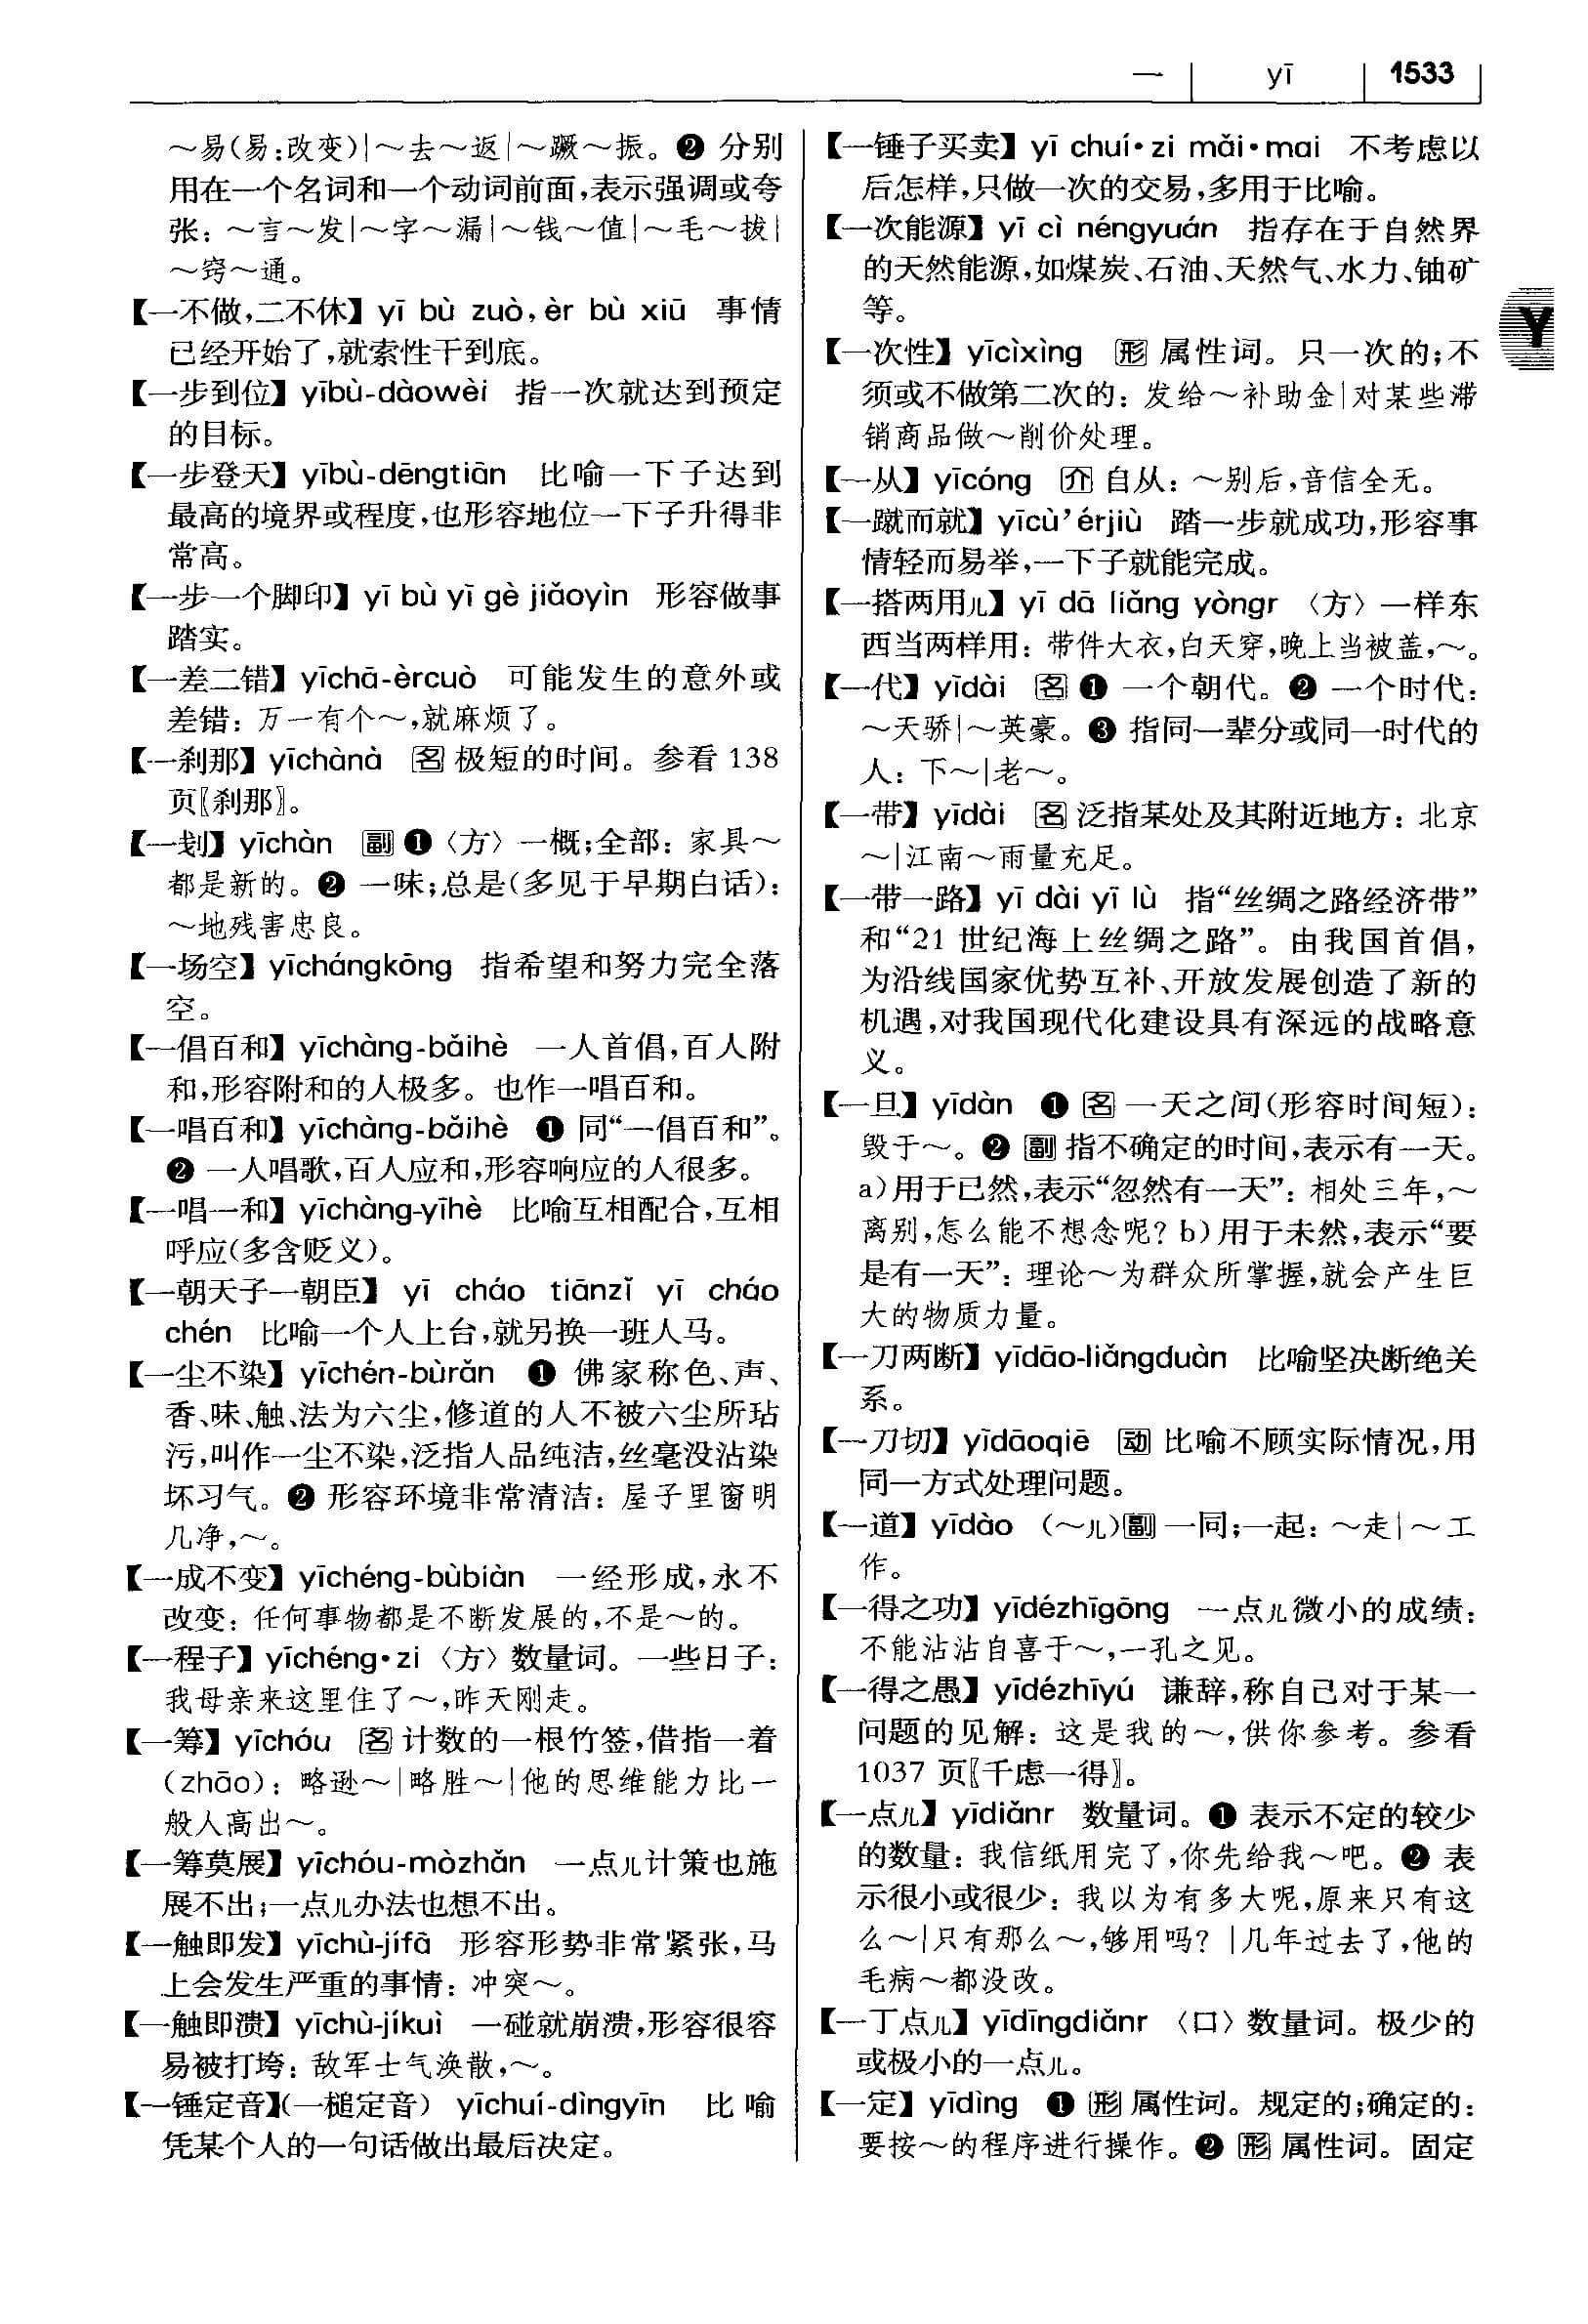 一 yī 1533
～易(易:改变)|～去～返|～蹶～振。❷ 分别
用在一个名词和一个动词前面,表示强调或夸
张: ～言～发|～字～漏|～钱～值|～毛～拔|
～窍～通。
【一不做,二不休】yī bù zuò, èr bù xiū 事情
已经开始了,就索性干到底。
【一步到位】yībù-dàowèi 指一次就达到预定
的目标。
【一步登天】yībù-dēngtiān 比喻一下子达到
最高的境界或程度,也形容地位一下子升得非
常高。
【一步一个脚印】yī bù yī gè jiǎoyìn 形容做事
踏实。
【一差二错】yīchā-èrcuò 可能发生的意外或
差错: 万一有个～,就麻烦了。
【一刹那】yīchànà 名 极短的时间。参看 138
页〖刹那〗。
【一刬】yīchàn 副 ❶〈方〉一概;全部: 家具～
都是新的。❷ 一味;总是(多见于早期白话):
～地残害忠良。
【一场空】yīchángkōng 指希望和努力完全落
空。
【一倡百和】yīchàng-bǎihè 一人首倡,百人附
和,形容附和的人极多。也作一唱百和。
【一唱百和】yīchàng-bǎihè ❶ 同“一倡百和”。
❷ 一人唱歌,百人应和,形容响应的人很多。
【一唱一和】yīchàng-yīhè 比喻互相配合,互相
呼应(多含贬义)。
【一朝天子一朝臣】 yī cháo tiānzǐ yī cháo
chén 比喻一个人上台,就另换一班人马。
【一尘不染】yīchén-bùrǎn ❶ 佛家称色、声、
香、味、触、法为六尘,修道的人不被六尘所玷
污,叫作一尘不染,泛指人品纯洁,丝毫没沾染
坏习气。❷ 形容环境非常清洁: 屋子里窗明
几净,～。
【一成不变】yīchéng-bùbiàn 一经形成,永不
改变: 任何事物都是不断发展的,不是～的。
【一程子】yīchéng•zi〈方〉数量词。一些日子:
我母亲来这里住了～,昨天刚走。
【一筹】yīchóu 名 计数的一根竹签,借指一着
(zhāo): 略逊～|略胜～|他的思维能力比一
般人高出～。
【一筹莫展】yīchóu-mòzhǎn 一点儿计策也施
展不出;一点儿办法也想不出。
【一触即发】yīchù-jífā 形容形势非常紧张,马
上会发生严重的事情: 冲突～。
【一触即溃】yīchù-jíkuì 一碰就崩溃,形容很容
易被打垮: 敌军士气涣散,～。
【一锤定音】(一槌定音) yīchuí-dìngyīn 比喻
凭某个人的一句话做出最后决定。
【一锤子买卖】yī chuí•zi mǎi•mai 不考虑以
后怎样,只做一次的交易,多用于比喻。
【一次能源】yī cì néngyuán 指存在于自然界
的天然能源,如煤炭、石油、天然气、水力、铀矿
等。
【一次性】yīcìxìng 形 属性词。只一次的;不
须或不做第二次的: 发给～补助金|对某些滞
销商品做～削价处理。
【一从】yīcóng 介 自从: ～别后,音信全无。
【一蹴而就】yīcù’érjiù 踏一步就成功,形容事
情轻而易举,一下子就能完成。
【一搭两用儿】yī dā liǎng yòngr〈方〉一样东
西当两样用: 带件大衣,白天穿,晚上当被盖,～。
【一代】yīdài 名 ❶ 一个朝代。❷ 一个时代:
～天骄|～英豪。❸ 指同一辈分或同一时代的
人: 下～|老～。
【一带】yīdài 名 泛指某处及其附近地方: 北京
～|江南～雨量充足。
【一带一路】yī dài yī lù 指“丝绸之路经济带”
和“21 世纪海上丝绸之路”。由我国首倡,
为沿线国家优势互补、开放发展创造了新的
机遇,对我国现代化建设具有深远的战略意
义。
【一旦】yīdàn ❶ 名 一天之间(形容时间短):
毁于～。❷ 副 指不确定的时间,表示有一天。
a)用于已然,表示“忽然有一天”: 相处三年,～
离别,怎么能不想念呢? b)用于未然,表示“要
是有一天”: 理论～为群众所掌握,就会产生巨
大的物质力量。
【一刀两断】yīdāo-liǎngduàn 比喻坚决断绝关
系。
【一刀切】yīdāoqiē 动 比喻不顾实际情况,用
同一方式处理问题。
【一道】yīdào (～儿)副 一同;一起: ～走|～工
作。
【一得之功】yīdézhīgōng 一点儿微小的成绩:
不能沾沾自喜于～,一孔之见。
【一得之愚】yīdézhīyú 谦辞,称自己对于某一
问题的见解: 这是我的～,供你参考。参看
1037 页〖千虑一得〗。
【一点儿】yīdiǎnr 数量词。❶ 表示不定的较少
的数量: 我信纸用完了,你先给我～吧。❷ 表
示很小或很少: 我以为有多大呢,原来只有这
么～|只有那么～,够用吗? |几年过去了,他的
毛病～都没改。
【一丁点儿】yīdīngdiǎnr〈口〉数量词。极少的
或极小的一点儿。
【一定】yīdìng ❶ 形 属性词。规定的;确定的:
要按～的程序进行操作。❷ 形 属性词。固定
Y